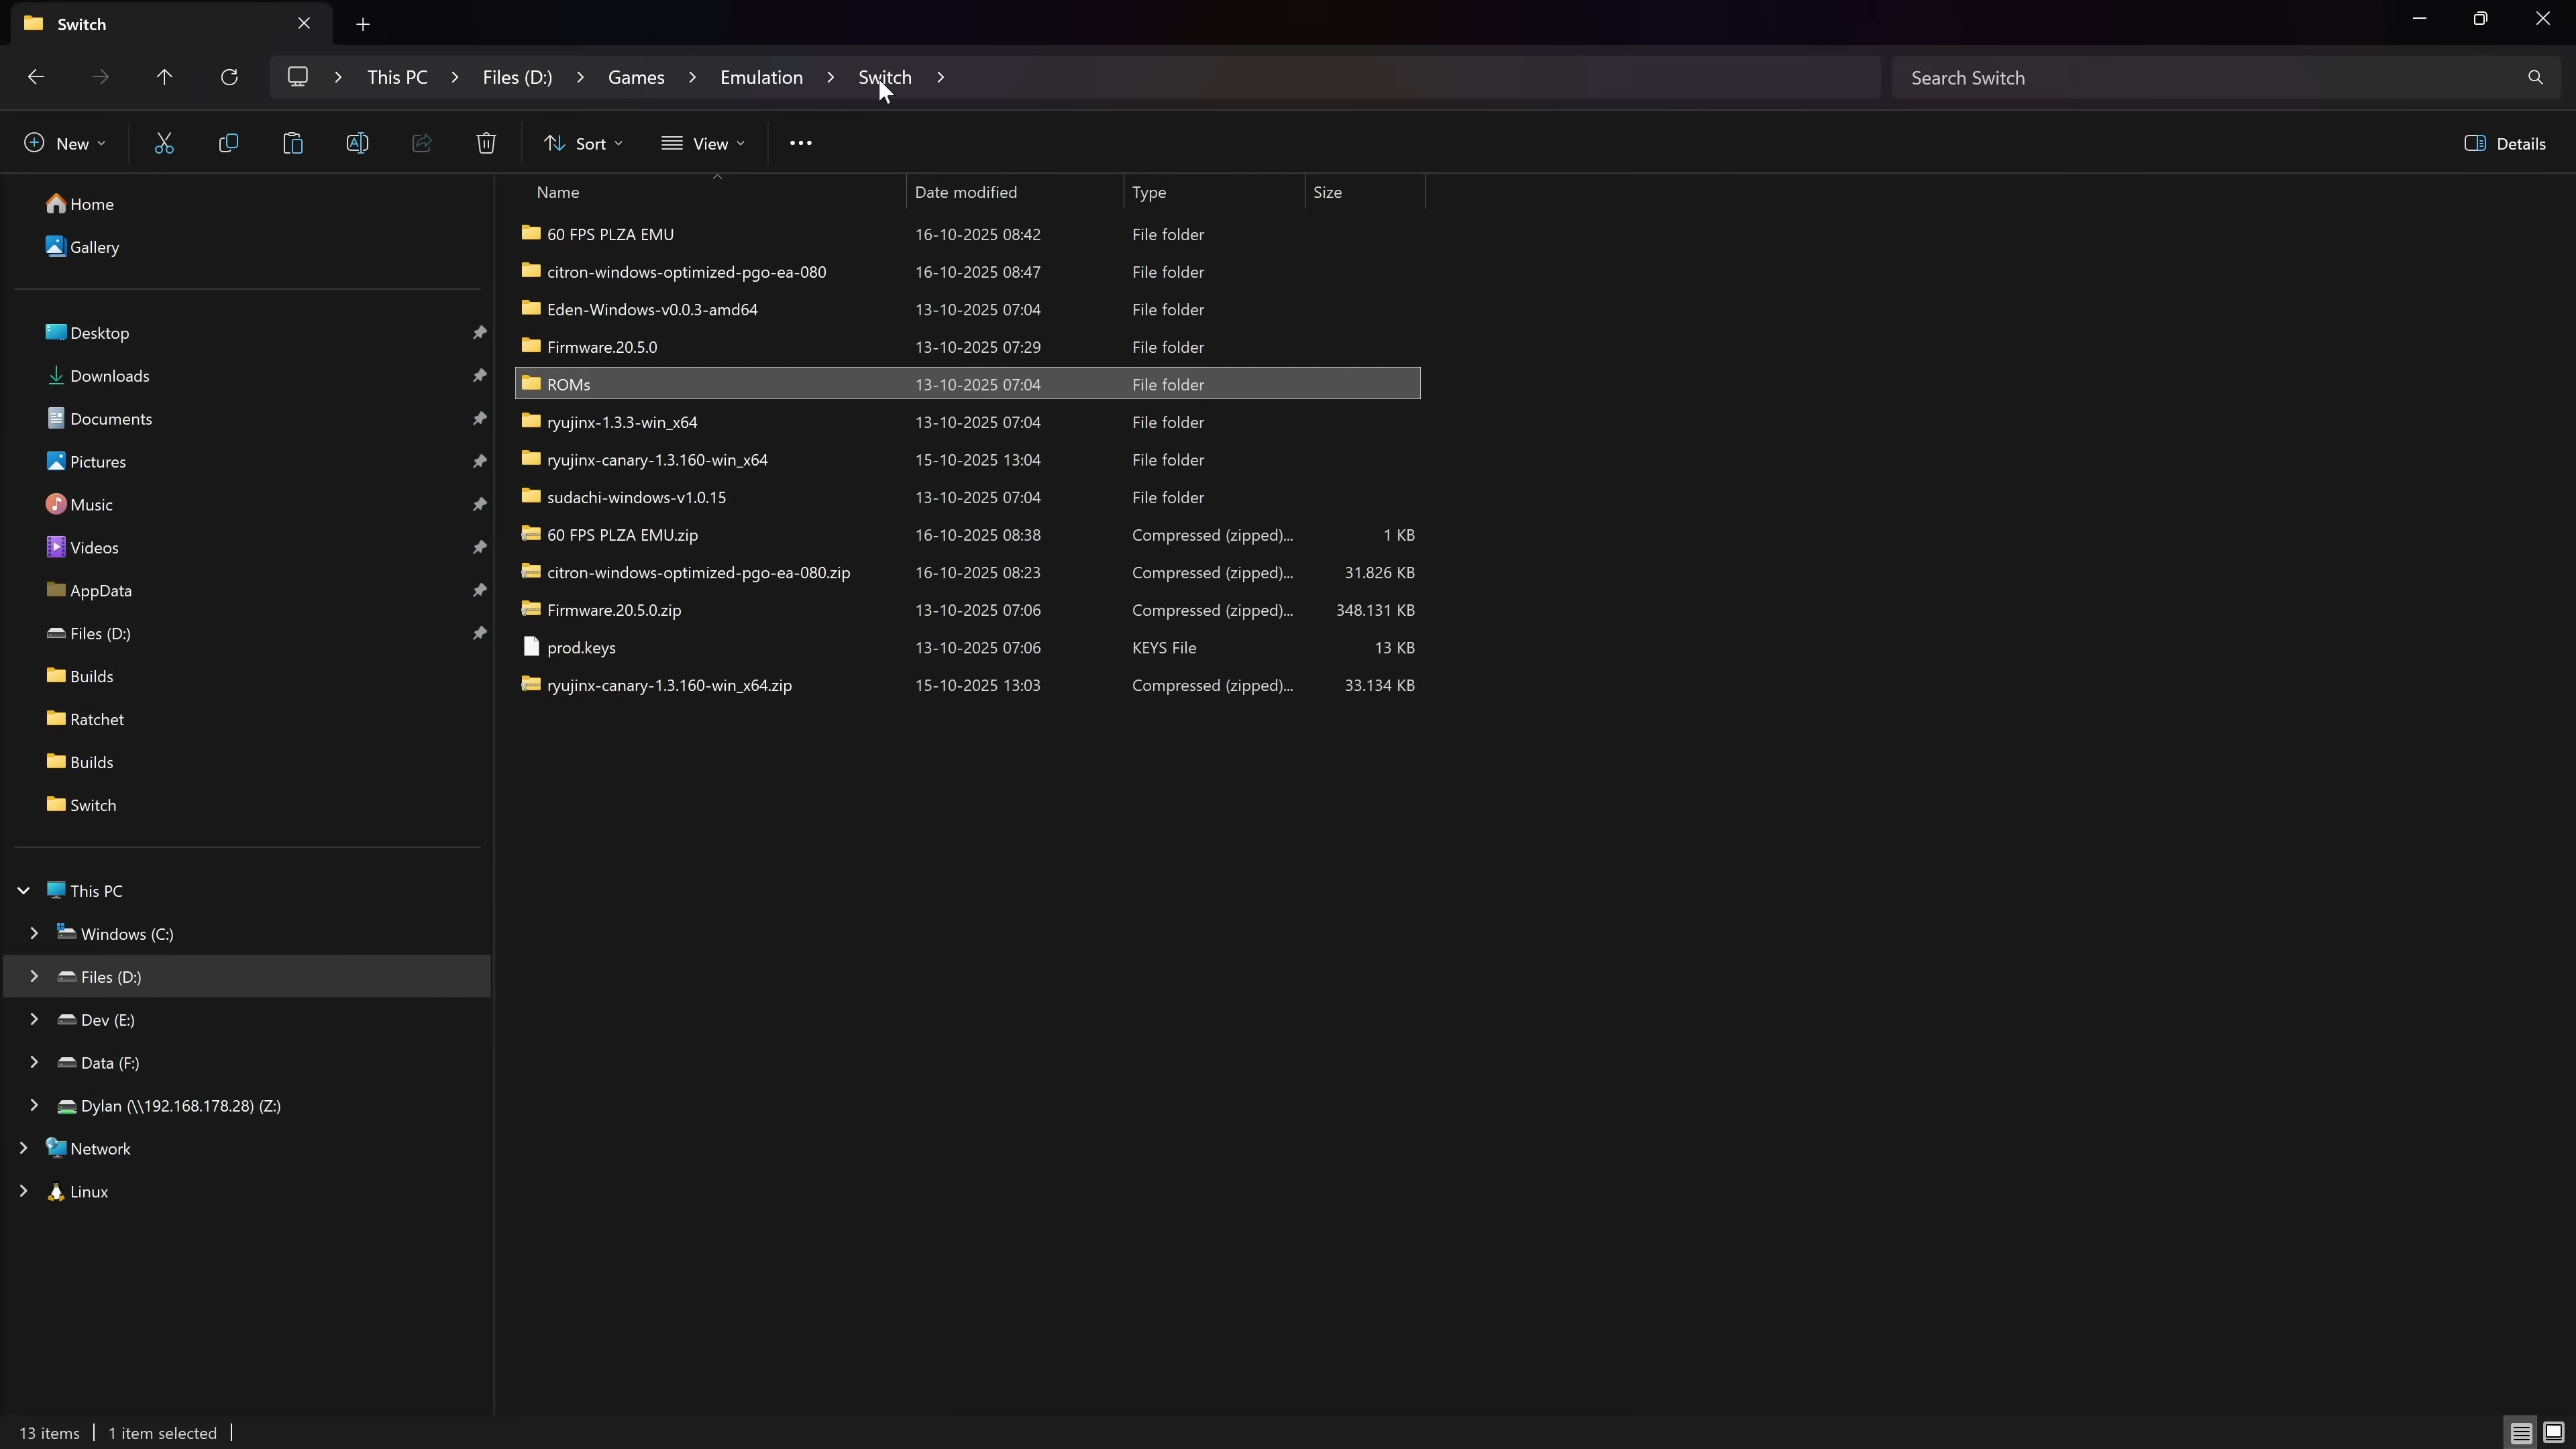 Switch
This PC Files (D:) Games Emulation Switch
Search Switch
New Sort View Details
Name Date modified Type Size
Home
Gallery
Desktop
Downloads
Documents
Pictures
Music
Videos
AppData
Files (D:)
Builds
Ratchet
Builds
Switch
This PC
Windows (C:)
Files (D:)
Dev (E:)
Data (F:)
Dylan (\\192.168.178.28) (Z:)
Network
Linux
60 FPS PLZA EMU 16-10-2025 08:42 File folder
citron-windows-optimized-pgo-ea-080 16-10-2025 08:47 File folder
Eden-Windows-v0.0.3-amd64 13-10-2025 07:04 File folder
Firmware.20.5.0 13-10-2025 07:29 File folder
ROMs 13-10-2025 07:04 File folder
ryujinx-1.3.3-win_x64 13-10-2025 07:04 File folder
ryujinx-canary-1.3.160-win_x64 15-10-2025 13:04 File folder
sudachi-windows-v1.0.15 13-10-2025 07:04 File folder
60 FPS PLZA EMU.zip 16-10-2025 08:38 Compressed (zipped)... 1 KB
citron-windows-optimized-pgo-ea-080.zip 16-10-2025 08:23 Compressed (zipped)... 31.826 KB
Firmware.20.5.0.zip 13-10-2025 07:06 Compressed (zipped)... 348.131 KB
prod.keys 13-10-2025 07:06 KEYS File 13 KB
ryujinx-canary-1.3.160-win_x64.zip 15-10-2025 13:03 Compressed (zipped)... 33.134 KB
13 items 1 item selected